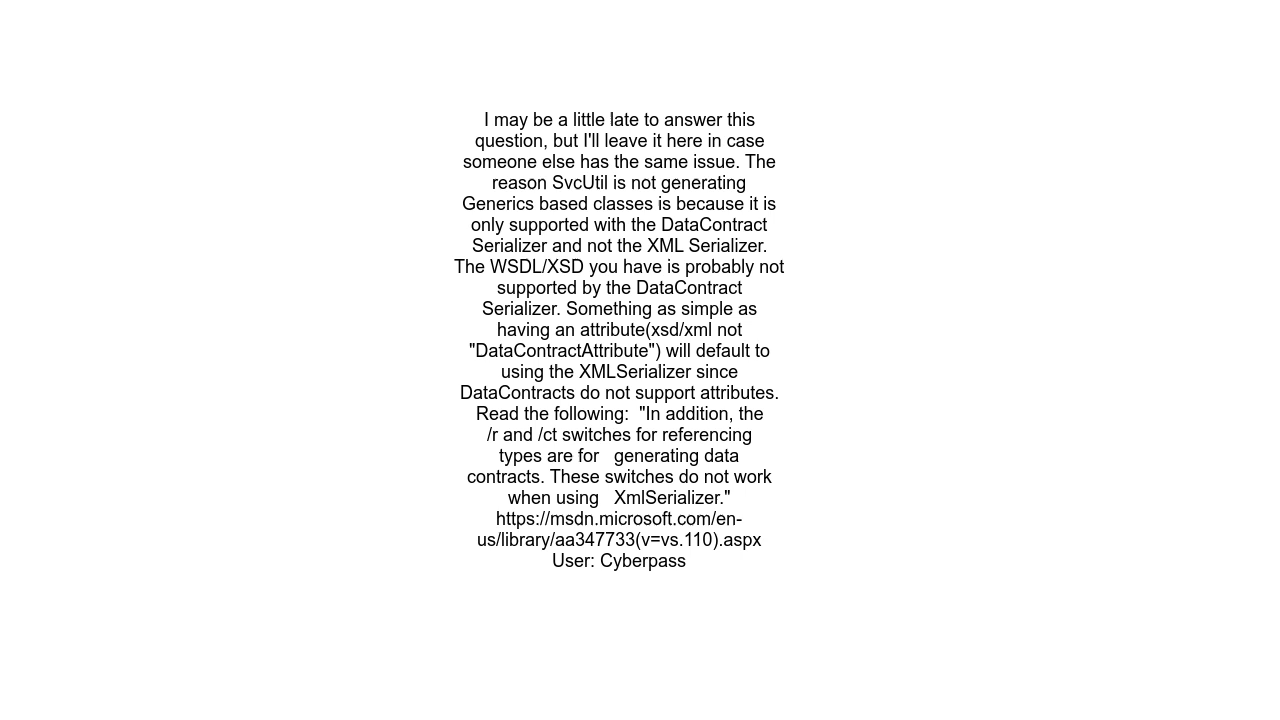 I may be a little late to answer this
question, but I'll leave it here in case
someone else has the same issue. The
reason SvcUtil is not generating
Generics based classes is because it is
only supported with the DataContract
Serializer and not the XML Serializer.
The WSDL/XSD you have is probably not
supported by the DataContract
Serializer. Something as simple as
having an attribute(xsd/xml not
"DataContractAttribute") will default to
using the XMLSerializer since
DataContracts do not support attributes.
Read the following:  "In addition, the
/r and /ct switches for referencing
types are for   generating data
contracts. These switches do not work
when using   XmlSerializer."
https://msdn.microsoft.com/en-
us/library/aa347733(v=vs.110).aspx
User: Cyberpass